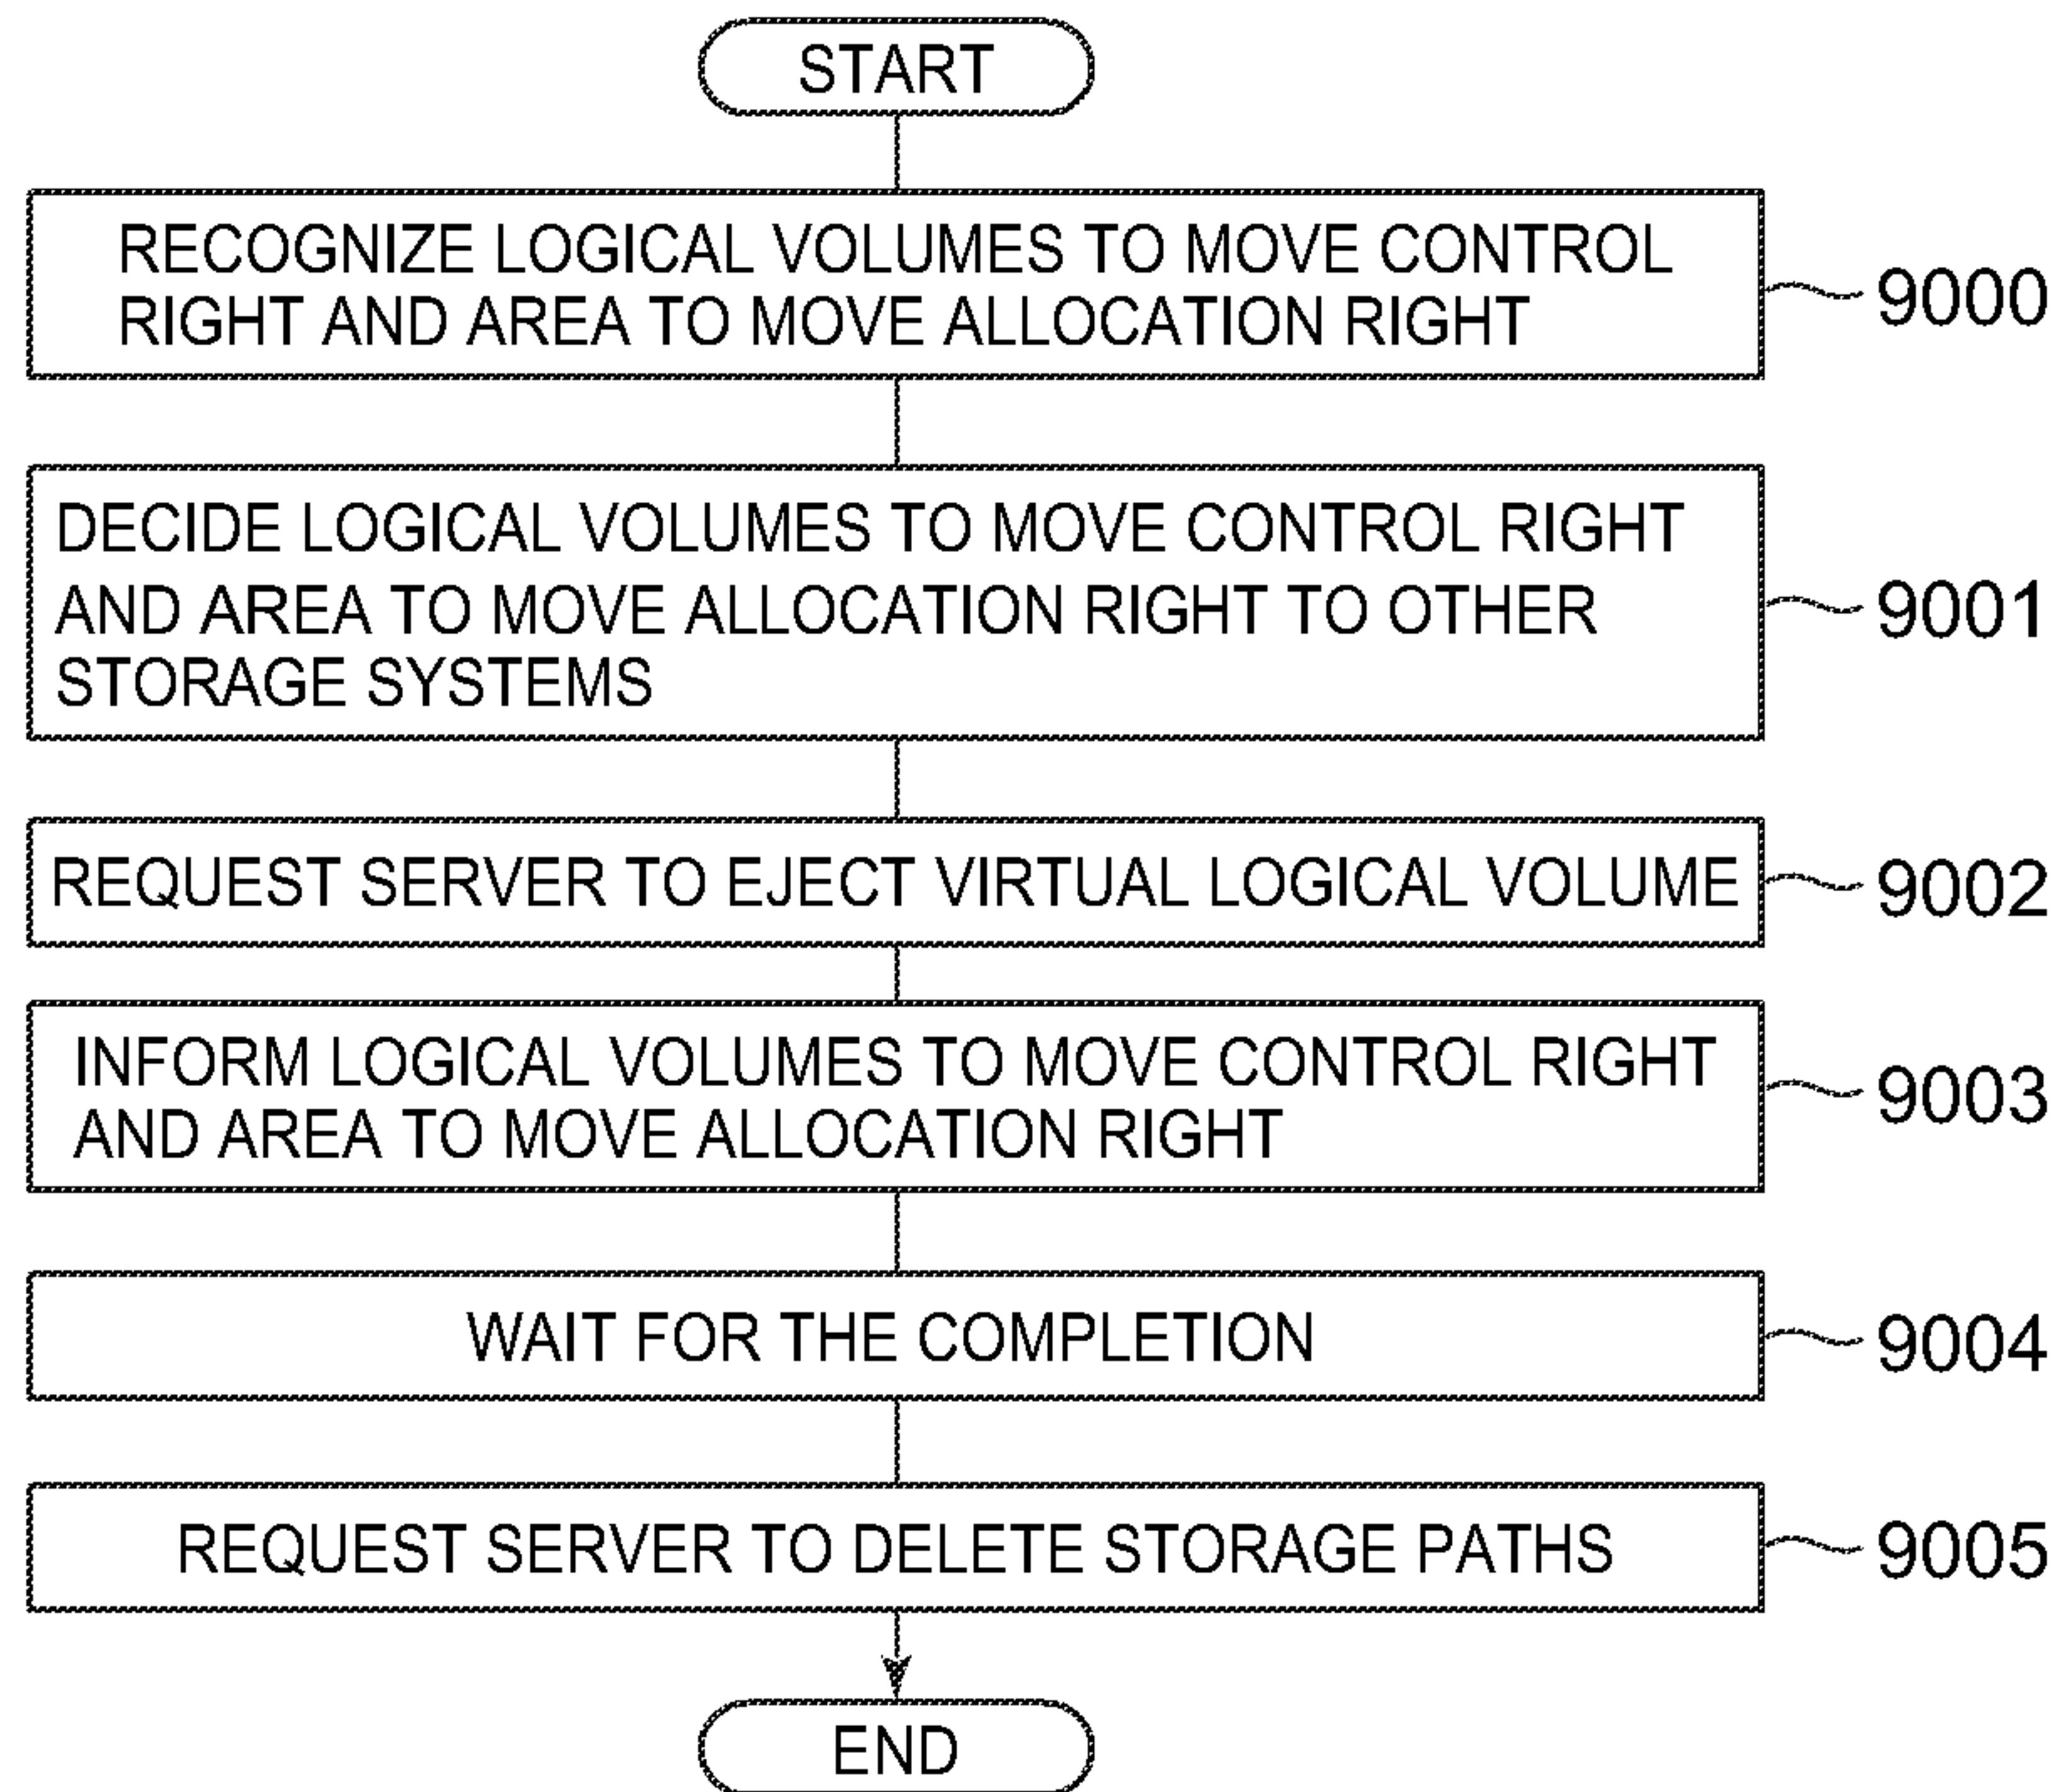 START
RECOGNIZE LOGICAL VOLUMES TO MOVE CONTROL
RIGHT AND AREA TO MOVE ALLOCATION RIGHT
9000
DECIDE LOGICAL VOLUMES TO MOVE CONTROL RIGHT
AND AREA TO MOVE ALLOCATION RIGHT TO OTHER
STORAGE SYSTEMS
9001
REQUEST SERVER TO EJECT VIRTUAL LOGICAL VOLUME
9002
INFORM LOGICAL VOLUMES TO MOVE CONTROL RIGHT
AND AREA TO MOVE ALLOCATION RIGHT
9003
WAIT FOR THE COMPLETION
9004
REQUEST SERVER TO DELETE STORAGE PATHS
9005
END